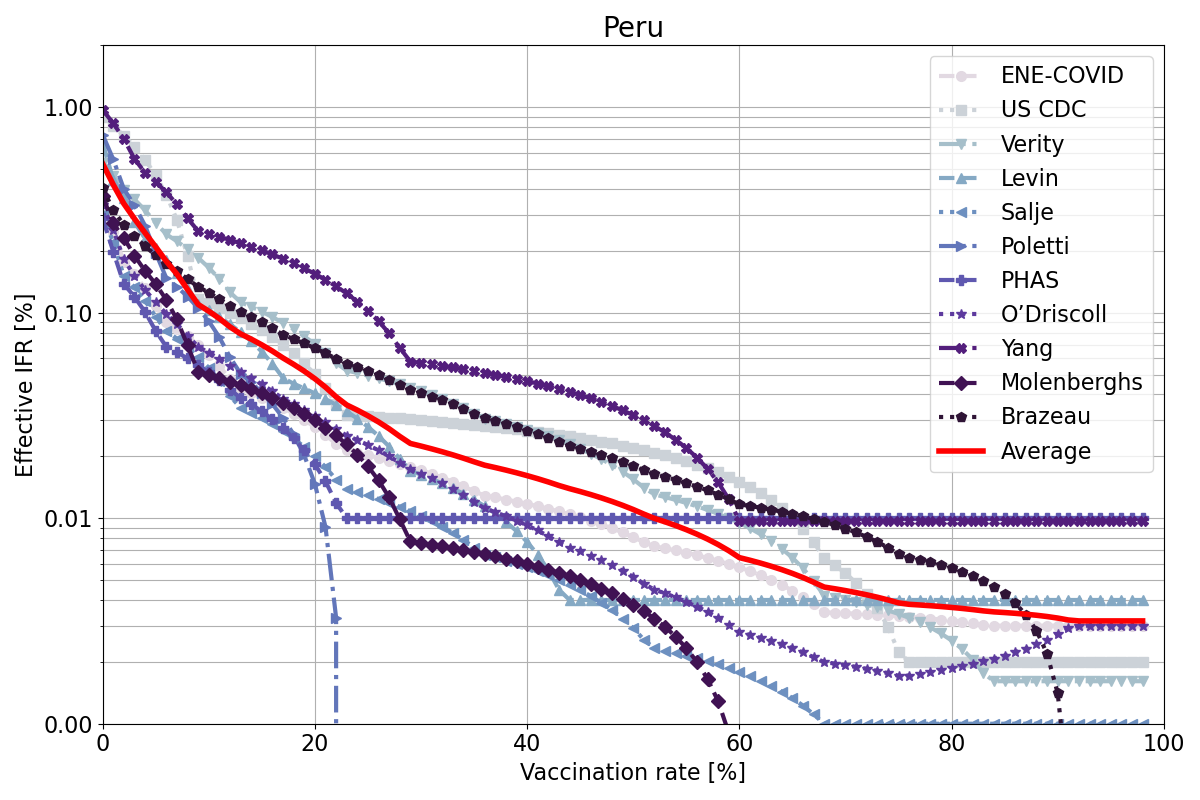 Peru
Effective IFR [%]
1.00
0.10
0.01
0.00
0
20
40
60
80
100
Vaccination rate [%]
ENE-COVID
US CDC
Verity
Levin
Salje
Poletti
PHAS
O’Driscoll
Yang
Molenberghs
Brazeau
Average